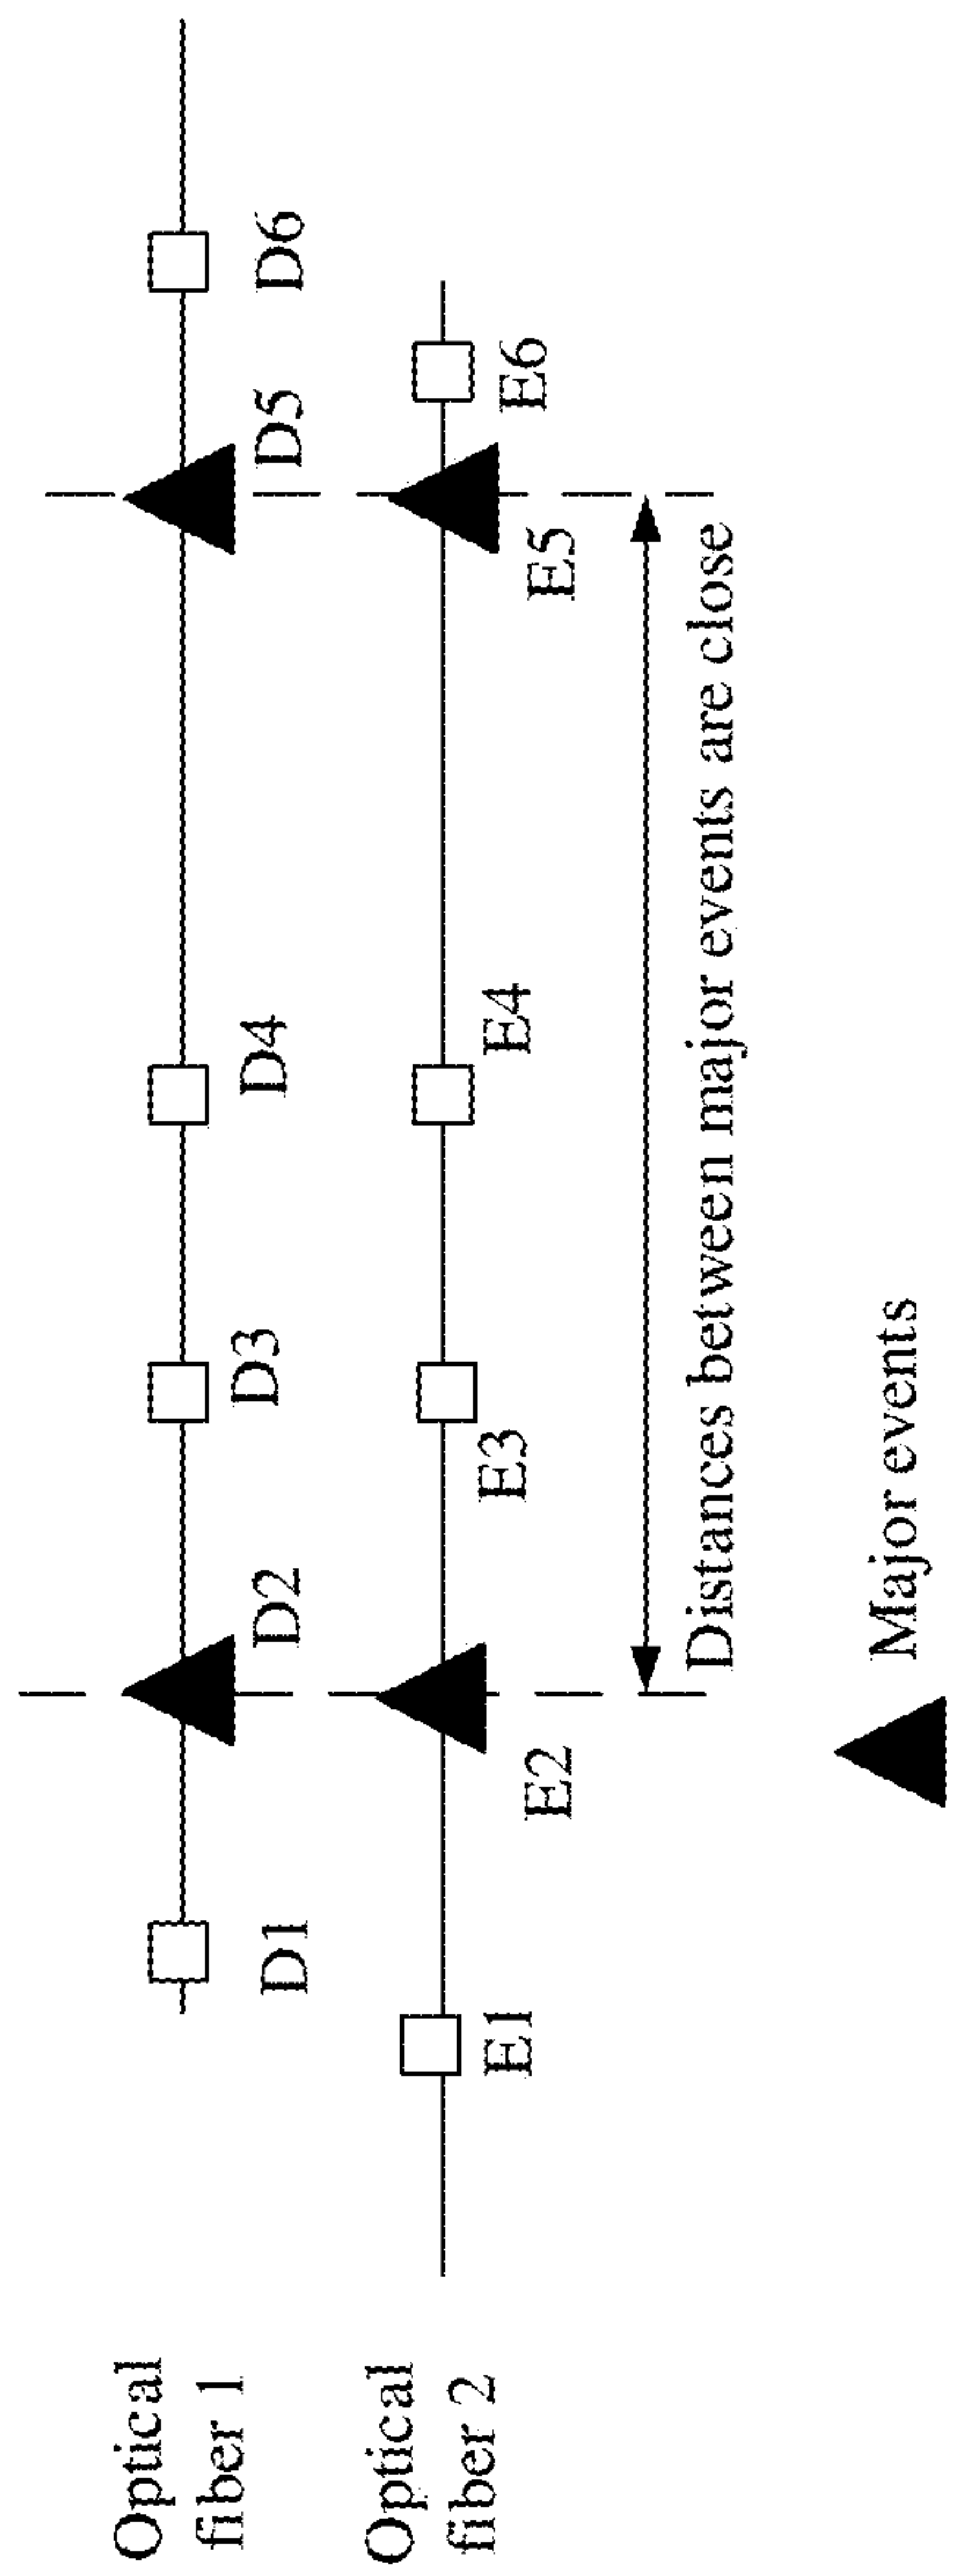 Optical
fiber 1
D1
D2
D3
D4
D5
D6
Optical
fiber 2
E1
E2
E3
E4
E5
E6
Distances between major events are close
Major events